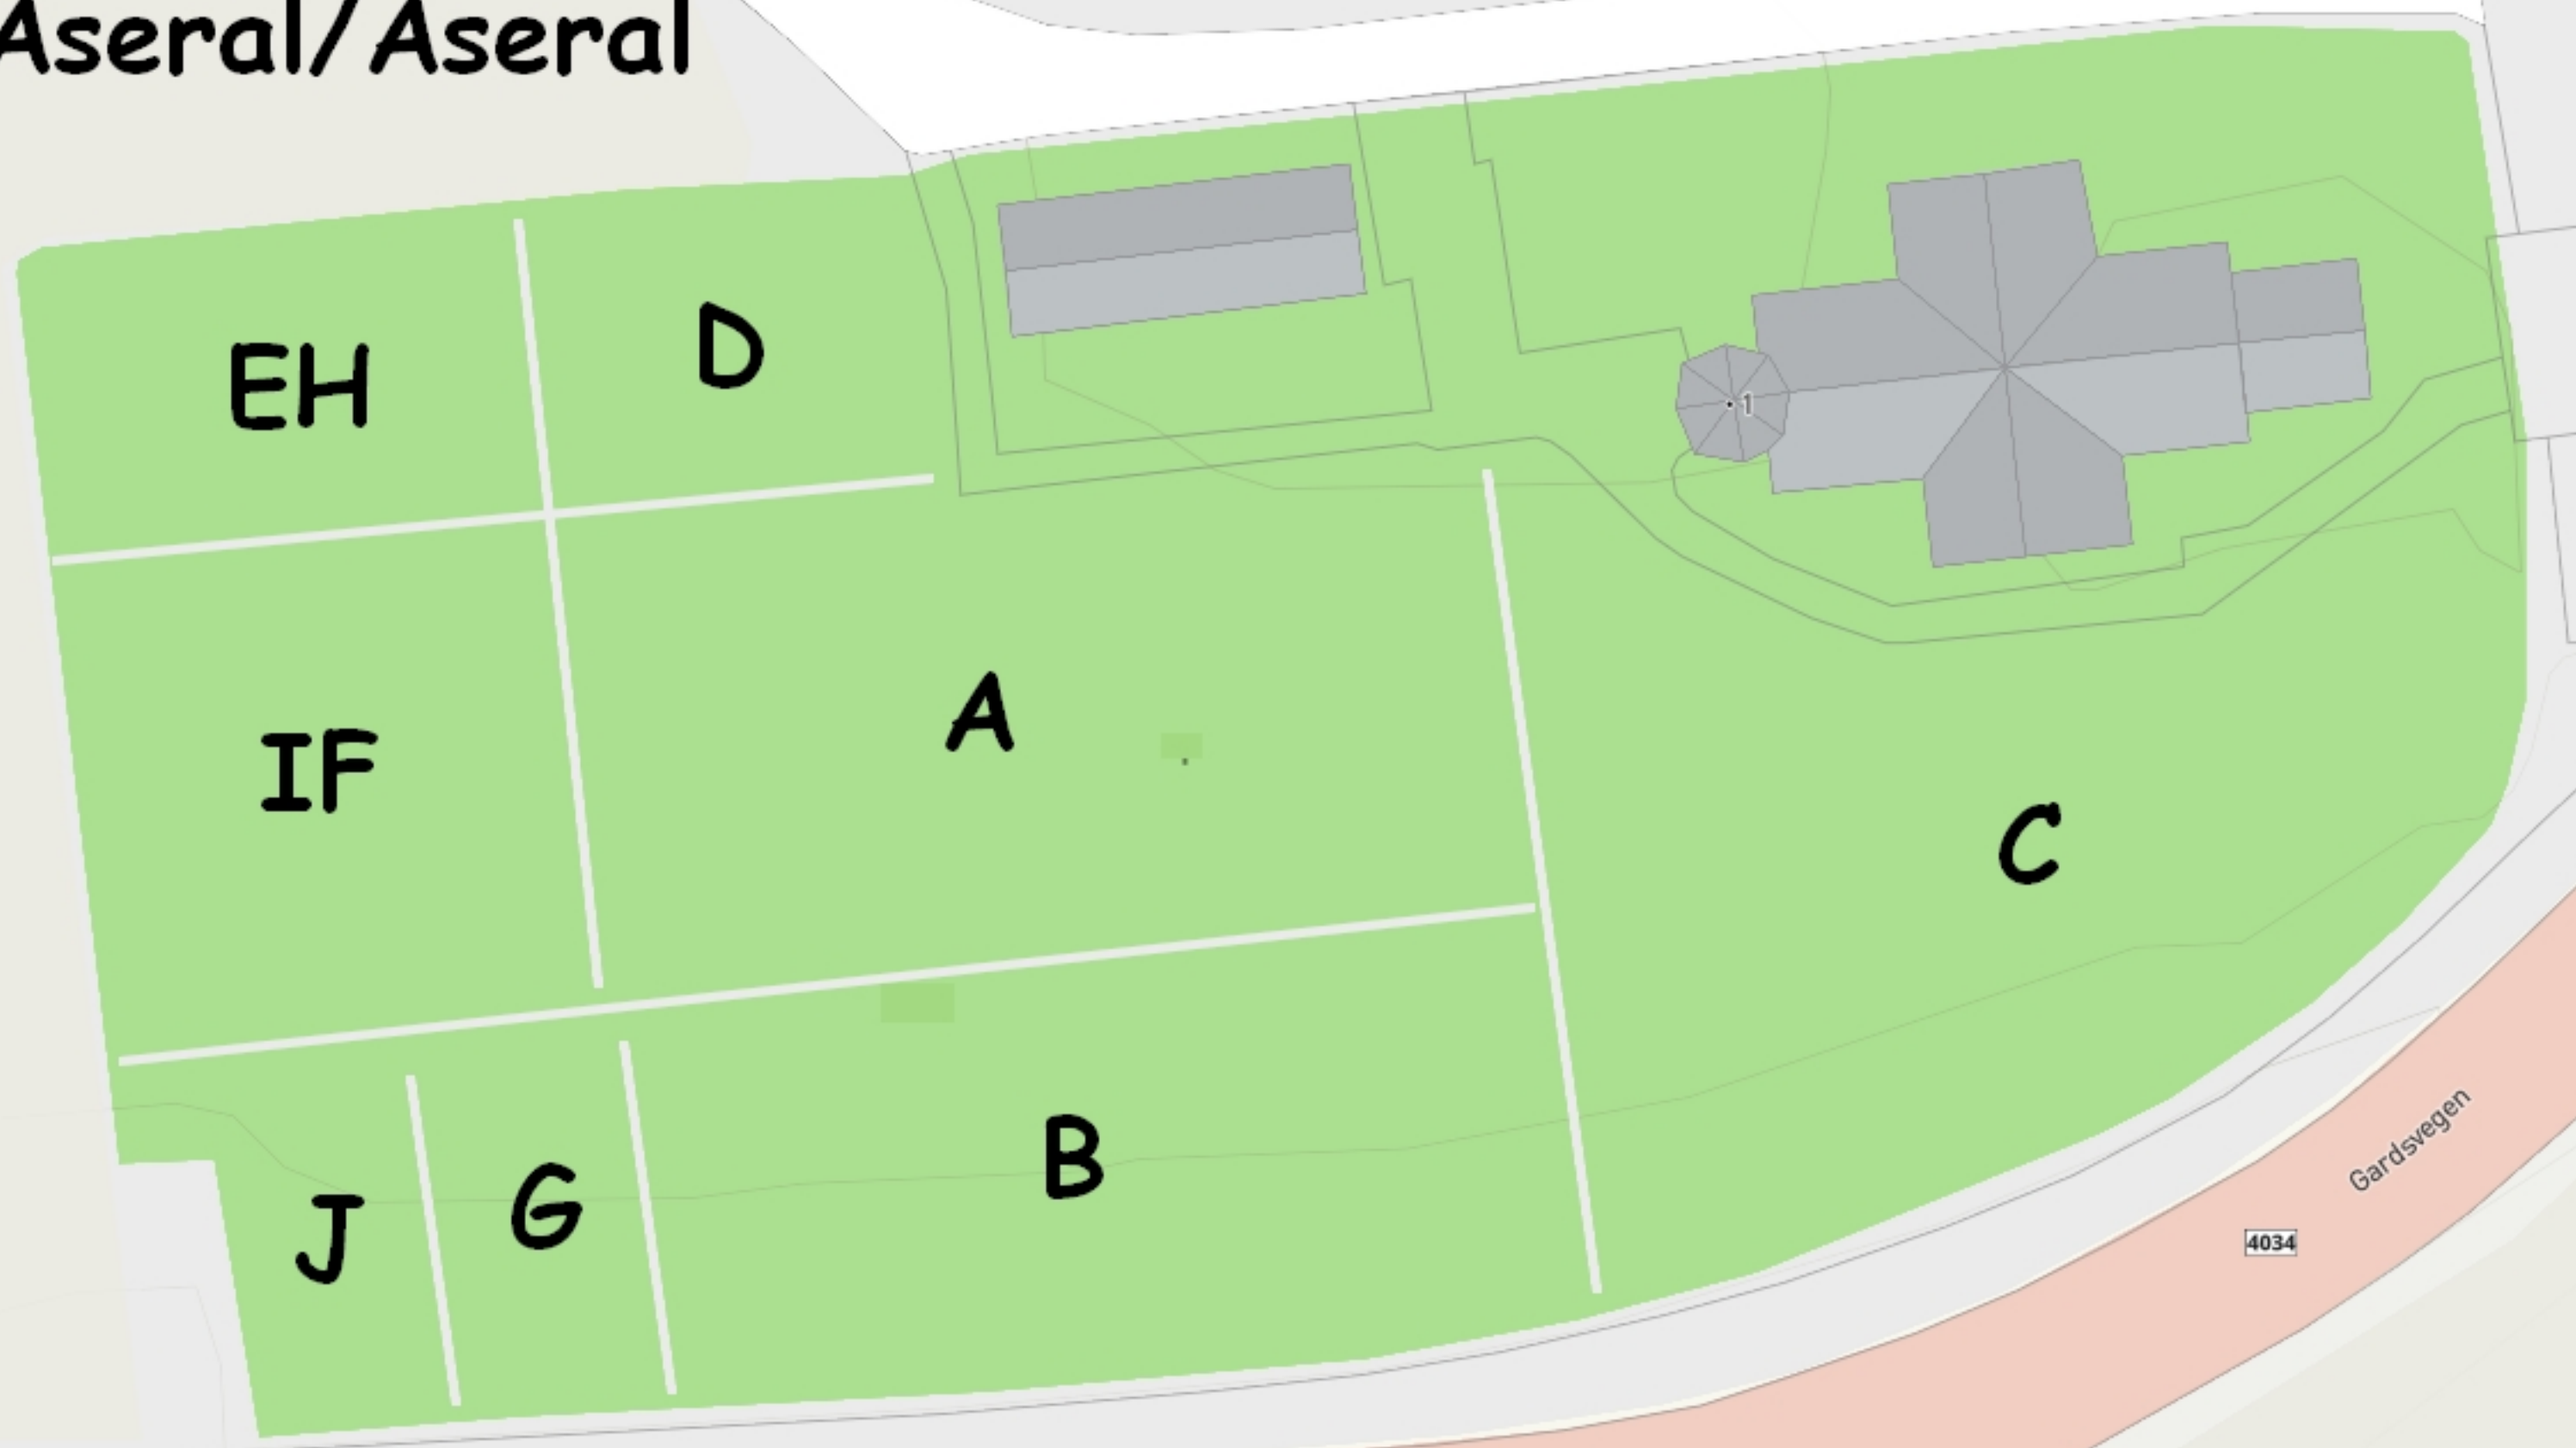 Aseral/Aseral
D
EH
1
A
IF
C
B
G
J
Gardsvegen
4034